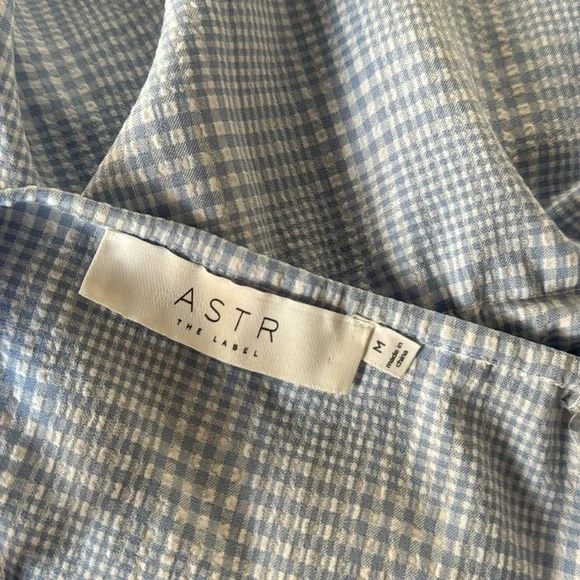 ASTR
THE LABEL
M
made in
china